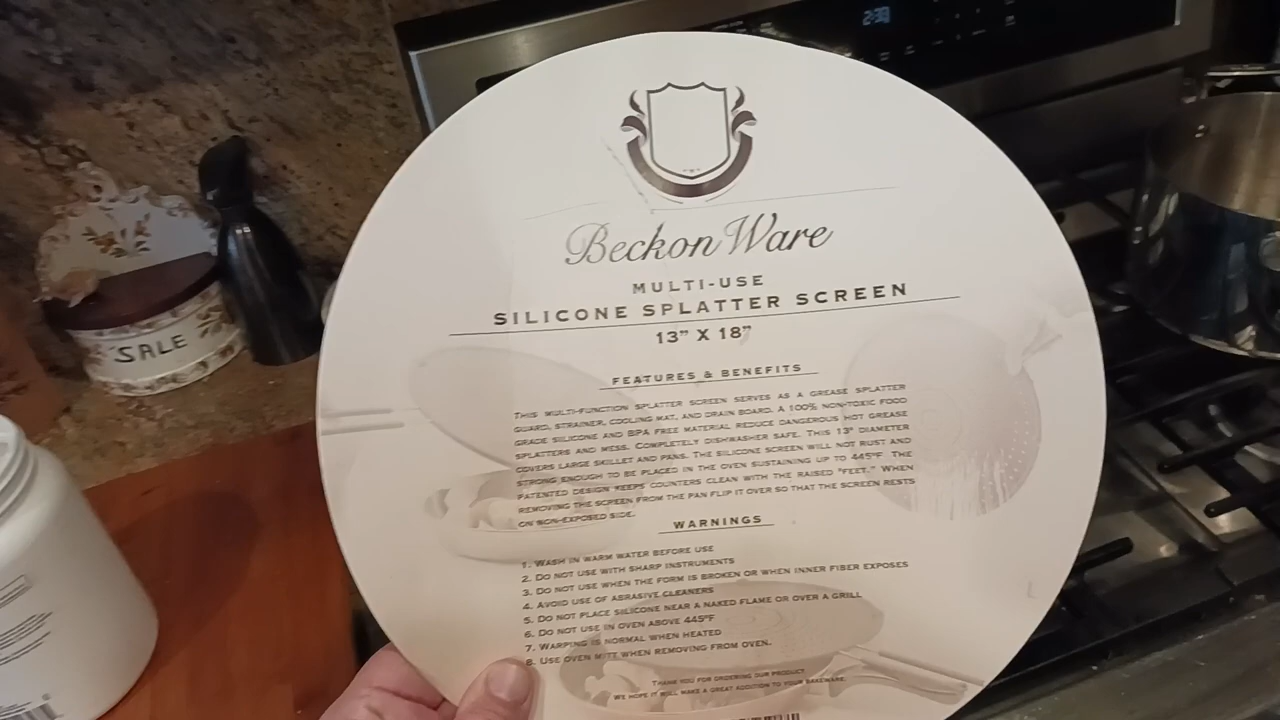 2:30
BeckonWare
MULTI-USE
SILICONE SPLATTER SCREEN
13" X 18"
SALE
FEATURES & BENEFITS
THIS MULTI-FUNCTION SPLATTER SCREEN SERVES AS A GREASE SPLATTER
GUARD, STRAINER, COOLING MAT, AND DRAIN BOARD. A 100% NON-TOXIC FOOD
GRADE SILICONE AND BPA FREE MATERIAL REDUCE DANGEROUS HOT GREASE
SPLATTERS AND MESS. COMPLETELY DISHWASHER SAFE. THIS 13" DIAMETER
COVERS LARGE SKILLET AND PANS. THE SILICONE SCREEN WILL NOT RUST AND
STRONG ENOUGH TO BE PLACED IN THE OVEN SUSTAINING UP TO 445°F. THE
PATENTED DESIGN KEEPS COUNTERS CLEAN WITH THE RAISED "FEET." WHEN
REMOVING THE SCREEN FROM THE PAN FLIP IT OVER SO THAT THE SCREEN RESTS
ON NON-EXPOSED SIDE.
WARNINGS
1. WASH IN WARM WATER BEFORE USE
2. DO NOT USE WITH SHARP INSTRUMENTS
3. DO NOT USE WHEN THE FORM IS BROKEN OR WHEN INNER FIBER EXPOSES
4. AVOID USE OF ABRASIVE CLEANERS
5. DO NOT PLACE SILICONE NEAR A NAKED FLAME OR OVER A GRILL
6. DO NOT USE IN OVEN ABOVE 445°F
7. WARPING IS NORMAL WHEN HEATED
8. USE OVEN MITT WHEN REMOVING FROM OVEN.
THANK YOU FOR ORDERING OUR PRODUCT
WE HOPE IT WILL MAKE A GREAT ADDITION TO YOUR BAKEWARE.